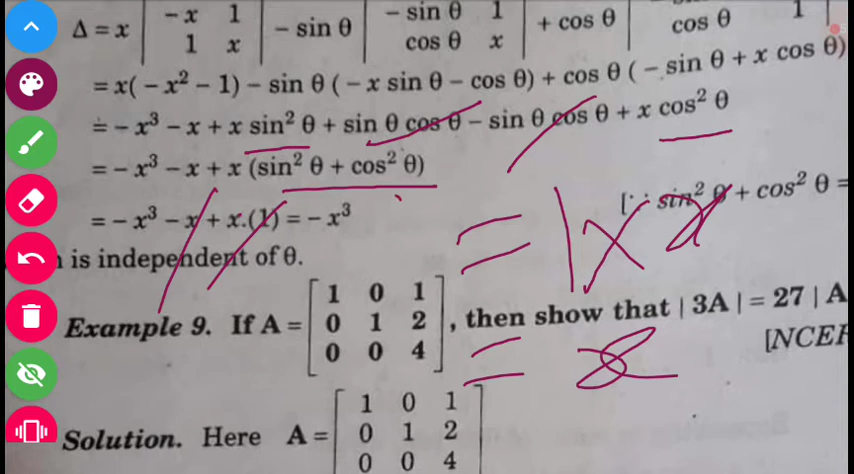 Δ = x | -x 1 | - sin θ | - sin θ 1 | + cos θ | 
1 x cos θ x cos θ 1 |
= x( - x² - 1) - sin θ ( - x sin θ - cos θ) + cos θ ( - sin θ + x cos θ)
= - x³ - x + x sin² θ + sin θ cos θ - sin θ cos θ + x cos² θ
= - x³ - x + x (sin² θ + cos² θ)
[∵ sin² θ + cos² θ =
= - x³ - x + x.(1) = - x³
is independent of θ.
= |x x
1 0 1
Example 9. If A = 0 1 2 , then show that | 3A | = 27 | A
0 0 4 [NCER
= x
1 0 1
Solution. Here A = 0 1 2
0 0 4